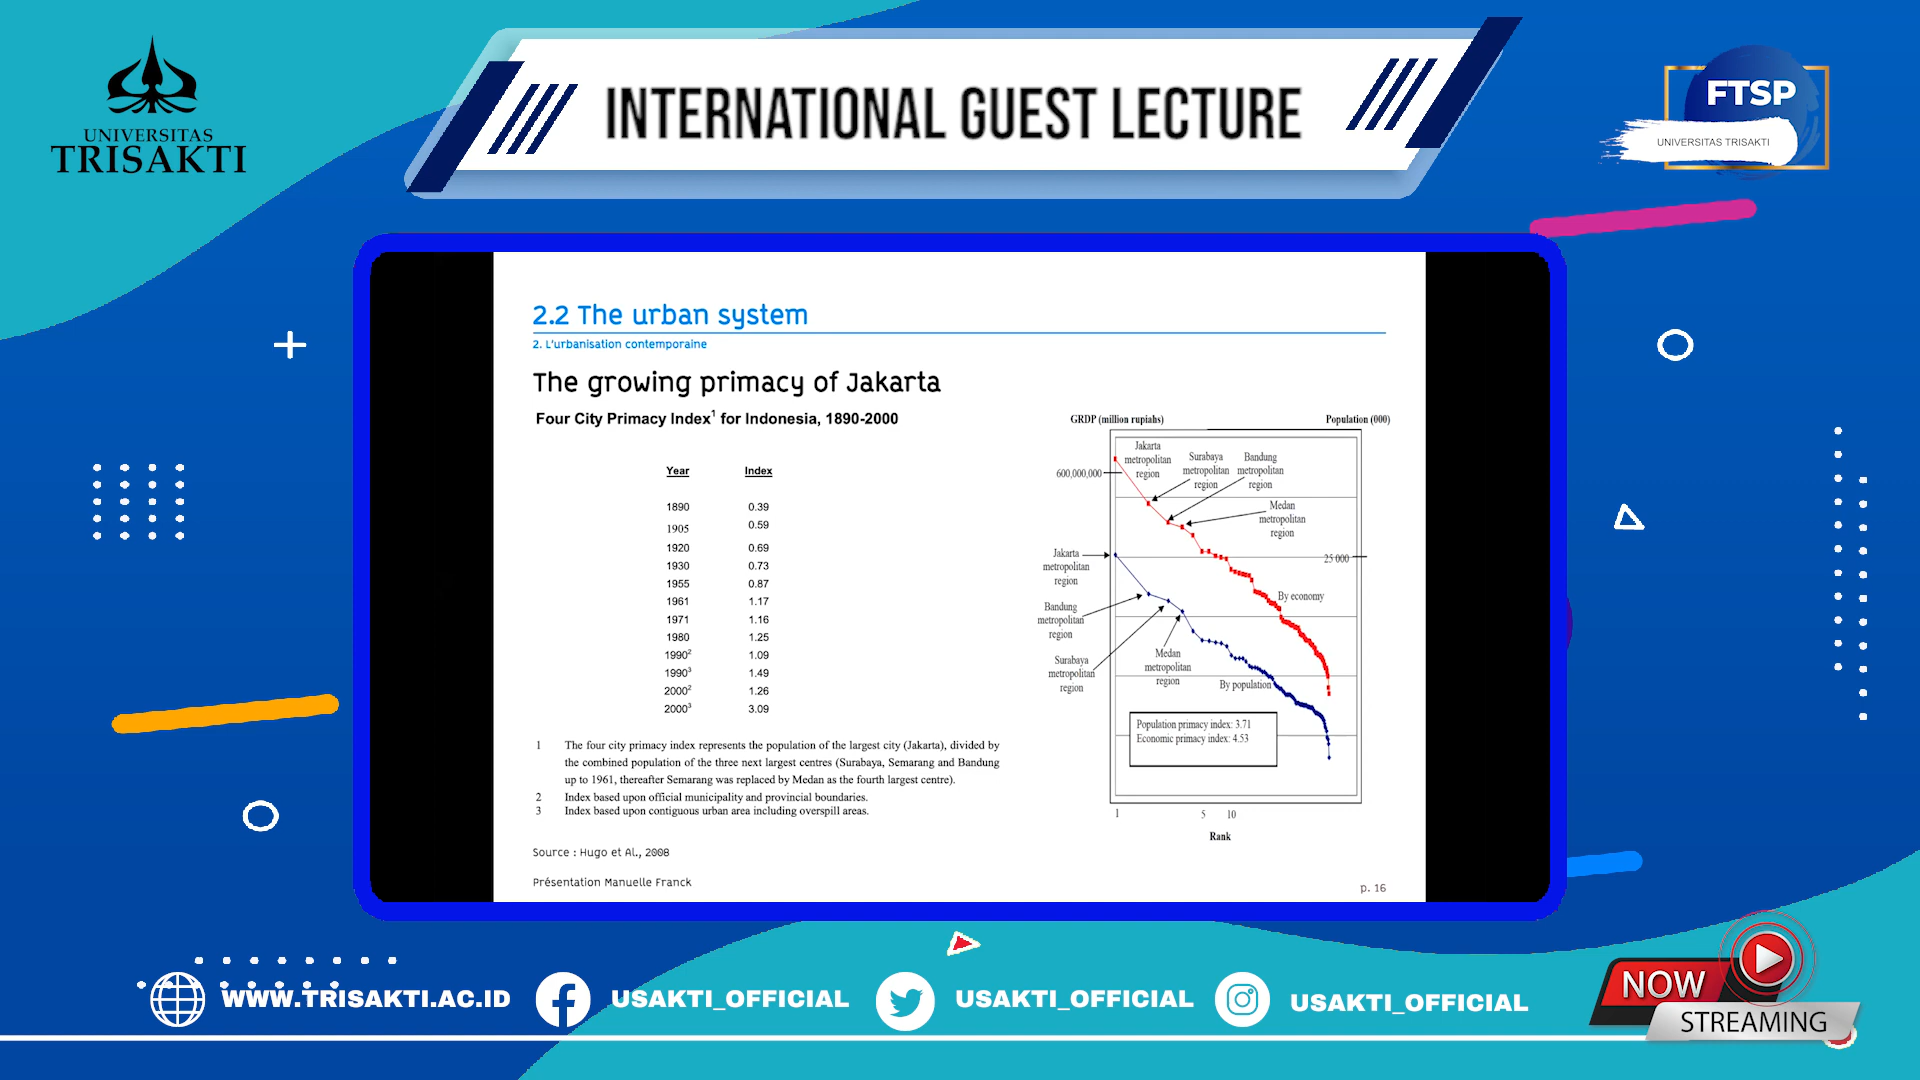 UNIVERSITAS
TRISAKTI
INTERNATIONAL GUEST LECTURE
FTSP
UNIVERSITAS TRISAKTI
2.2 The urban system
2. L'urbanisation contemporaine
The growing primacy of Jakarta
Four City Primacy Index¹ for Indonesia, 1890-2000
Year Index
1890 0.39
1905 0.59
1920 0.69
1930 0.73
1955 0.87
1961 1.17
1971 1.16
1980 1.25
1990² 1.09
1990³ 1.49
2000² 1.26
2000³ 3.09
1 The four city primacy index represents the population of the largest city (Jakarta), divided by
the combined population of the three next largest centres (Surabaya, Semarang and Bandung
up to 1961, thereafter Semarang was replaced by Medan as the fourth largest centre).
2 Index based upon official municipality and provincial boundaries.
3 Index based upon contiguous urban area including overspill areas.
Source : Hugo et Al., 2008
Présentation Manuelle Franck
p. 16
GRDP (million rupiahs)
Population (000)
600,000,000
Jakarta
metropolitan
region
Surabaya
metropolitan
region
Bandung
metropolitan
region
Medan
metropolitan
region
25 000
Jakarta
metropolitan
region
By economy
Bandung
metropolitan
region
Surabaya
metropolitan
region
Medan
metropolitan
region
By population
Population primacy index: 3.71
Economic primacy index: 4.53
1 5 10
Rank
WWW.TRISAKTI.AC.ID
USAKTI_OFFICIAL
USAKTI_OFFICIAL
USAKTI_OFFICIAL
NOW
STREAMING